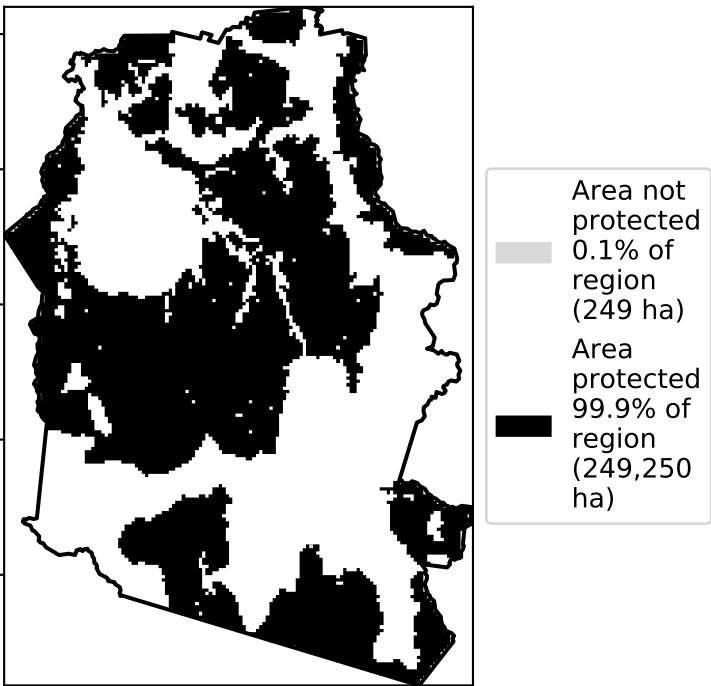 Area not
protected
0.1% of
region
(249 ha)
Area
protected
99.9% of
region
(249,250
ha)